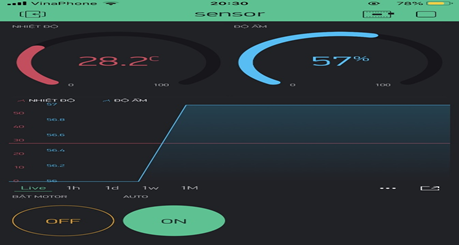 VinaPhone 20:30 78%
sensor
NHIỆT ĐỘ ĐỘ ẨM
28.2°C 57%
0 100 0 100
NHIỆT ĐỘ ĐỘ ẨM
57
50 56.8
40 56.6
30 56.4
20
10 56.2
0 56
Live 1h 1d 1w 1M
BẬT MOTOR AUTO
OFF ON